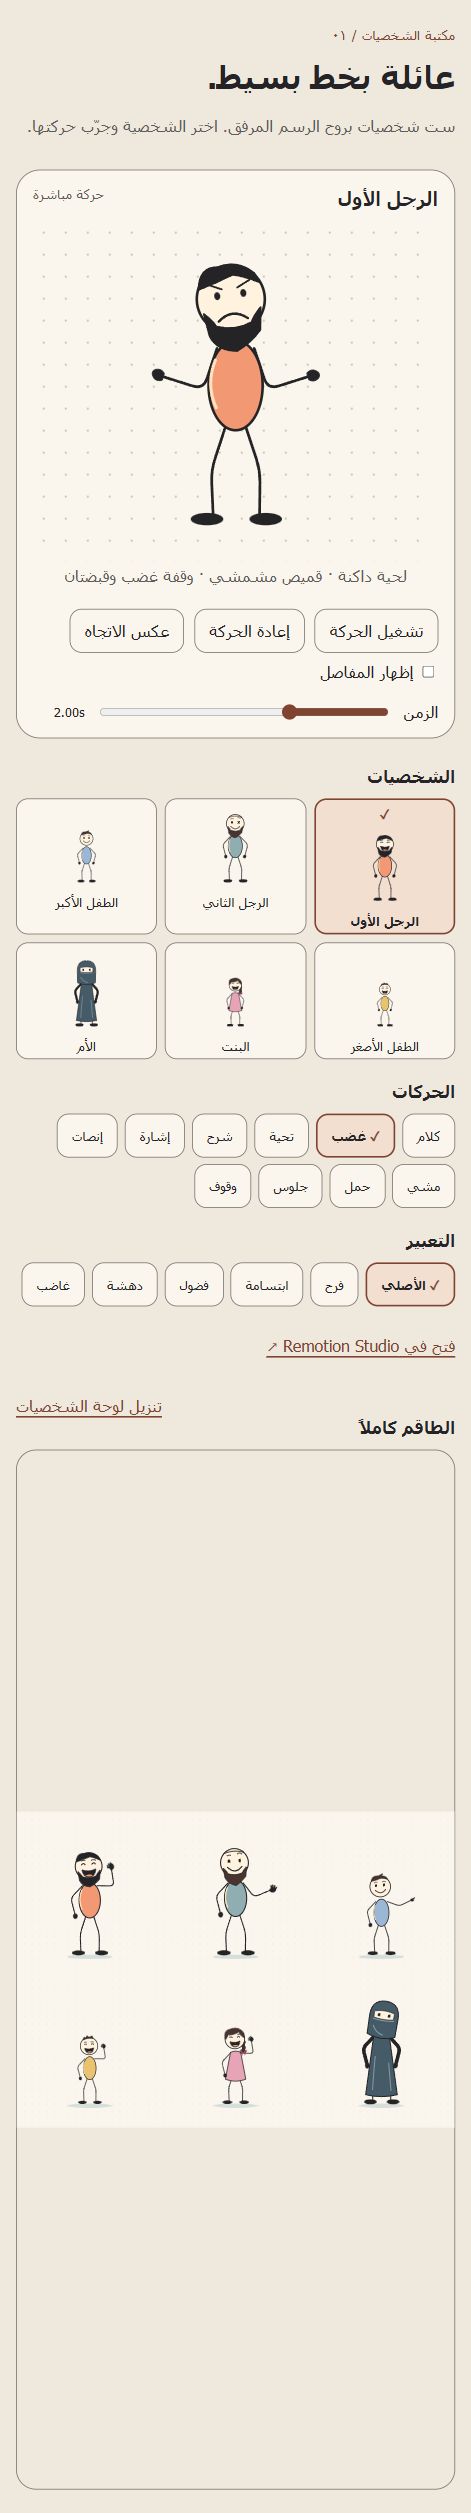 مكتبة الشخصيات / ٠١
عائلة بخط بسيط.
ست شخصيات بروح الرسم المرفق. اختر الشخصية وجرّب حركتها.
الرجل الأول
حركة مباشرة
لحية داكنة · قميص مشمشي · وقفة غضب وقبضتان
تشغيل الحركة
إعادة الحركة
عكس الاتجاه
إظهار المفاصل
الزمن
2.00s
الشخصيات
✓
الرجل الأول
الرجل الثاني
الطفل الأكبر
الطفل الأصغر
البنت
الأم
الحركات
كلام
✓ غضب
تحية
شرح
إشارة
إنصات
مشي
حمل
جلوس
وقوف
التعبير
✓ الأصلي
فرح
ابتسامة
فضول
دهشة
غاضب
فتح في Remotion Studio ↗
تنزيل لوحة الشخصيات
الطاقم كاملاً